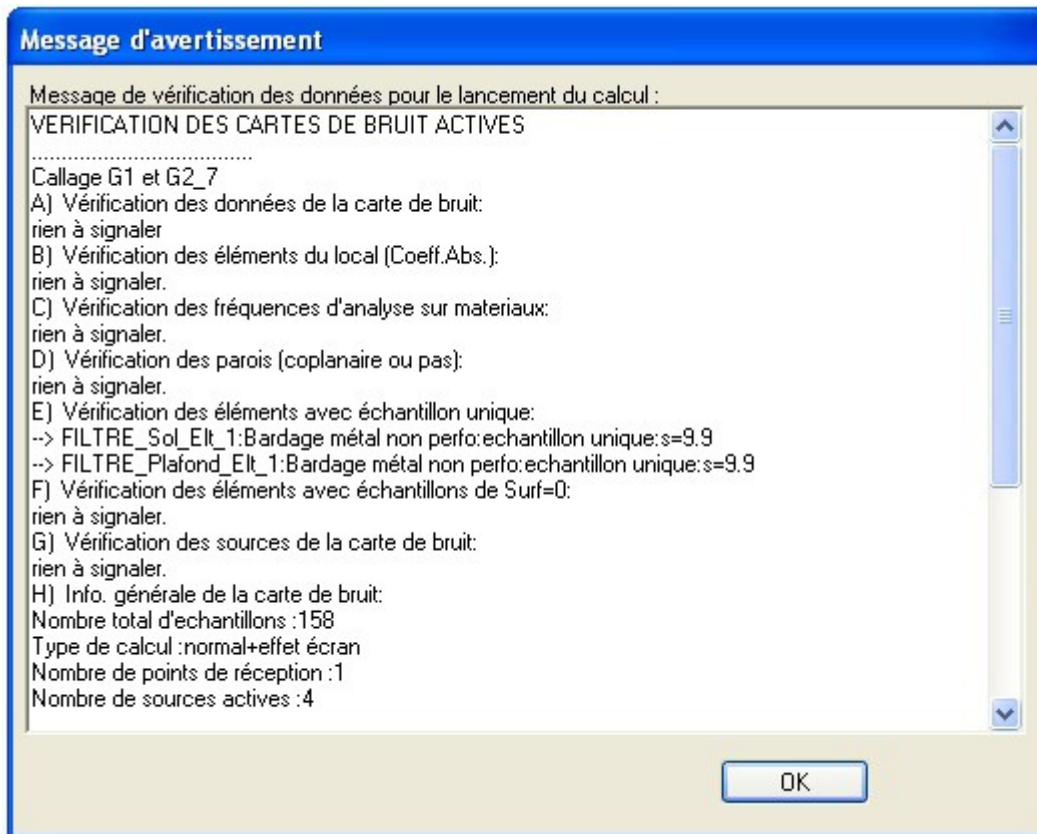 Message d'avertissement
Message de vérification des données pour le lancement du calcul :
VERIFICATION DES CARTES DE BRUIT ACTIVES
.....................................
Callage G1 et G2_7
A) Vérification des données de la carte de bruit:
rien à signaler
B) Vérification des éléments du local (Coeff.Abs.):
rien à signaler.
C) Vérification des fréquences d'analyse sur materiaux:
rien à signaler.
D) Vérification des parois (coplanaire ou pas):
rien à signaler.
E) Vérification des éléments avec échantillon unique:
--> FILTRE_Sol_Elt_1:Bardage métal non perfo:echantillon unique:s=9.9
--> FILTRE_Plafond_Elt_1:Bardage métal non perfo:echantillon unique:s=9.9
F) Vérification des éléments avec échantillons de Surf=0:
rien à signaler.
G) Vérification des sources de la carte de bruit:
rien à signaler.
H) Info. générale de la carte de bruit:
Nombre total d'echantillons :158
Type de calcul :normal+effet écran
Nombre de points de réception :1
Nombre de sources actives :4
OK